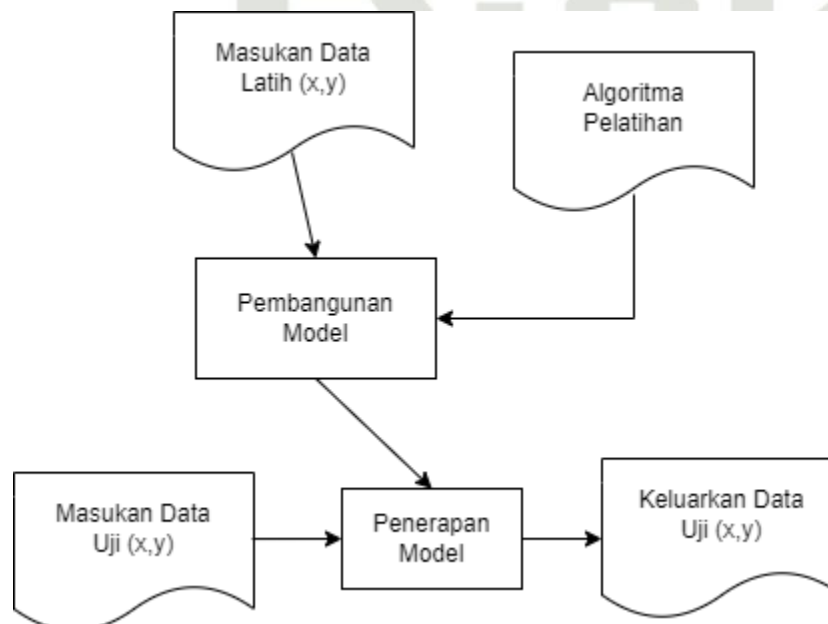 Masukan Data
Latih (x,y)
Algoritma
Pelatihan
Pembangunan
Model
Masukan Data
Uji (x,y)
Penerapan
Model
Keluarkan Data
Uji (x,y)